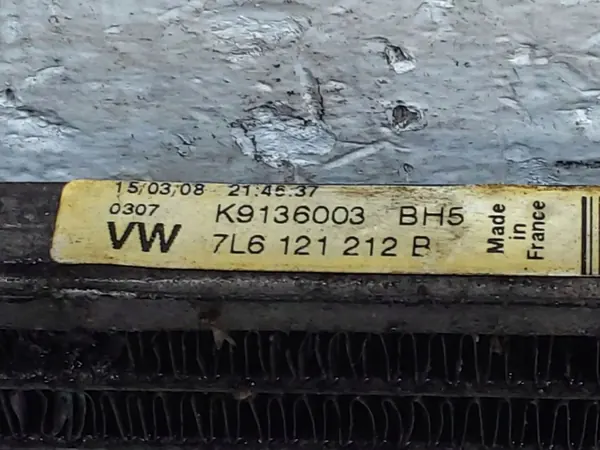 15/03/08 21:45:37
0307 K9136003 BH5
VW 7L6 121 212 B
Made
in
France